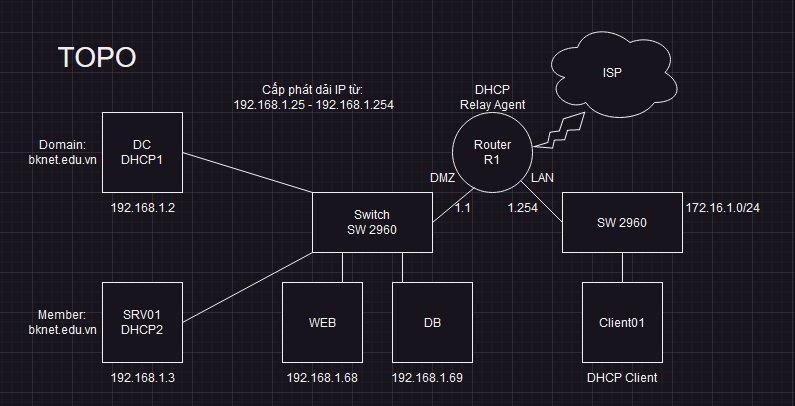 TOPO
Cấp phát dải IP từ:
192.168.1.25 - 192.168.1.254
DHCP
Relay Agent
ISP
Domain:
bknet.edu.vn
DC
DHCP1
192.168.1.2
Router
R1
DMZ
LAN
1.1
1.254
Switch
SW 2960
SW 2960
172.16.1.0/24
Member:
bknet.edu.vn
SRV01
DHCP2
192.168.1.3
WEB
192.168.1.68
DB
192.168.1.69
Client01
DHCP Client